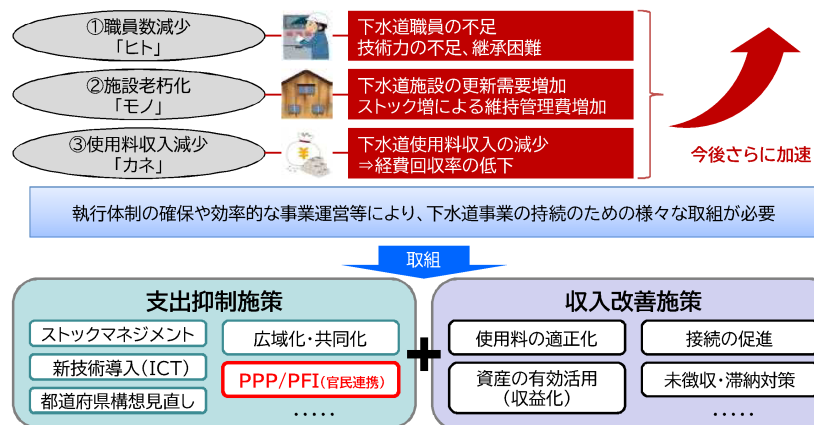 ①職員数減少
「ヒト」
下水道職員の不足
技術力の不足、継承困難
②施設老朽化
「モノ」
下水道施設の更新需要増加
ストック増による維持管理費増加
③使用料収入減少
「カネ」
¥
下水道使用料収入の減少
⇒経費回収率の低下
今後さらに加速
執行体制の確保や効率的な事業運営等により、下水道事業の持続のための様々な取組が必要
取組
支出抑制施策
ストックマネジメント
新技術導入(ICT)
都道府県構想見直し
広域化・共同化
PPP/PFI(官民連携)
・・・・・
+
収入改善施策
使用料の適正化
接続の促進
資産の有効活用
(収益化)
未徴収・滞納対策
・・・・・